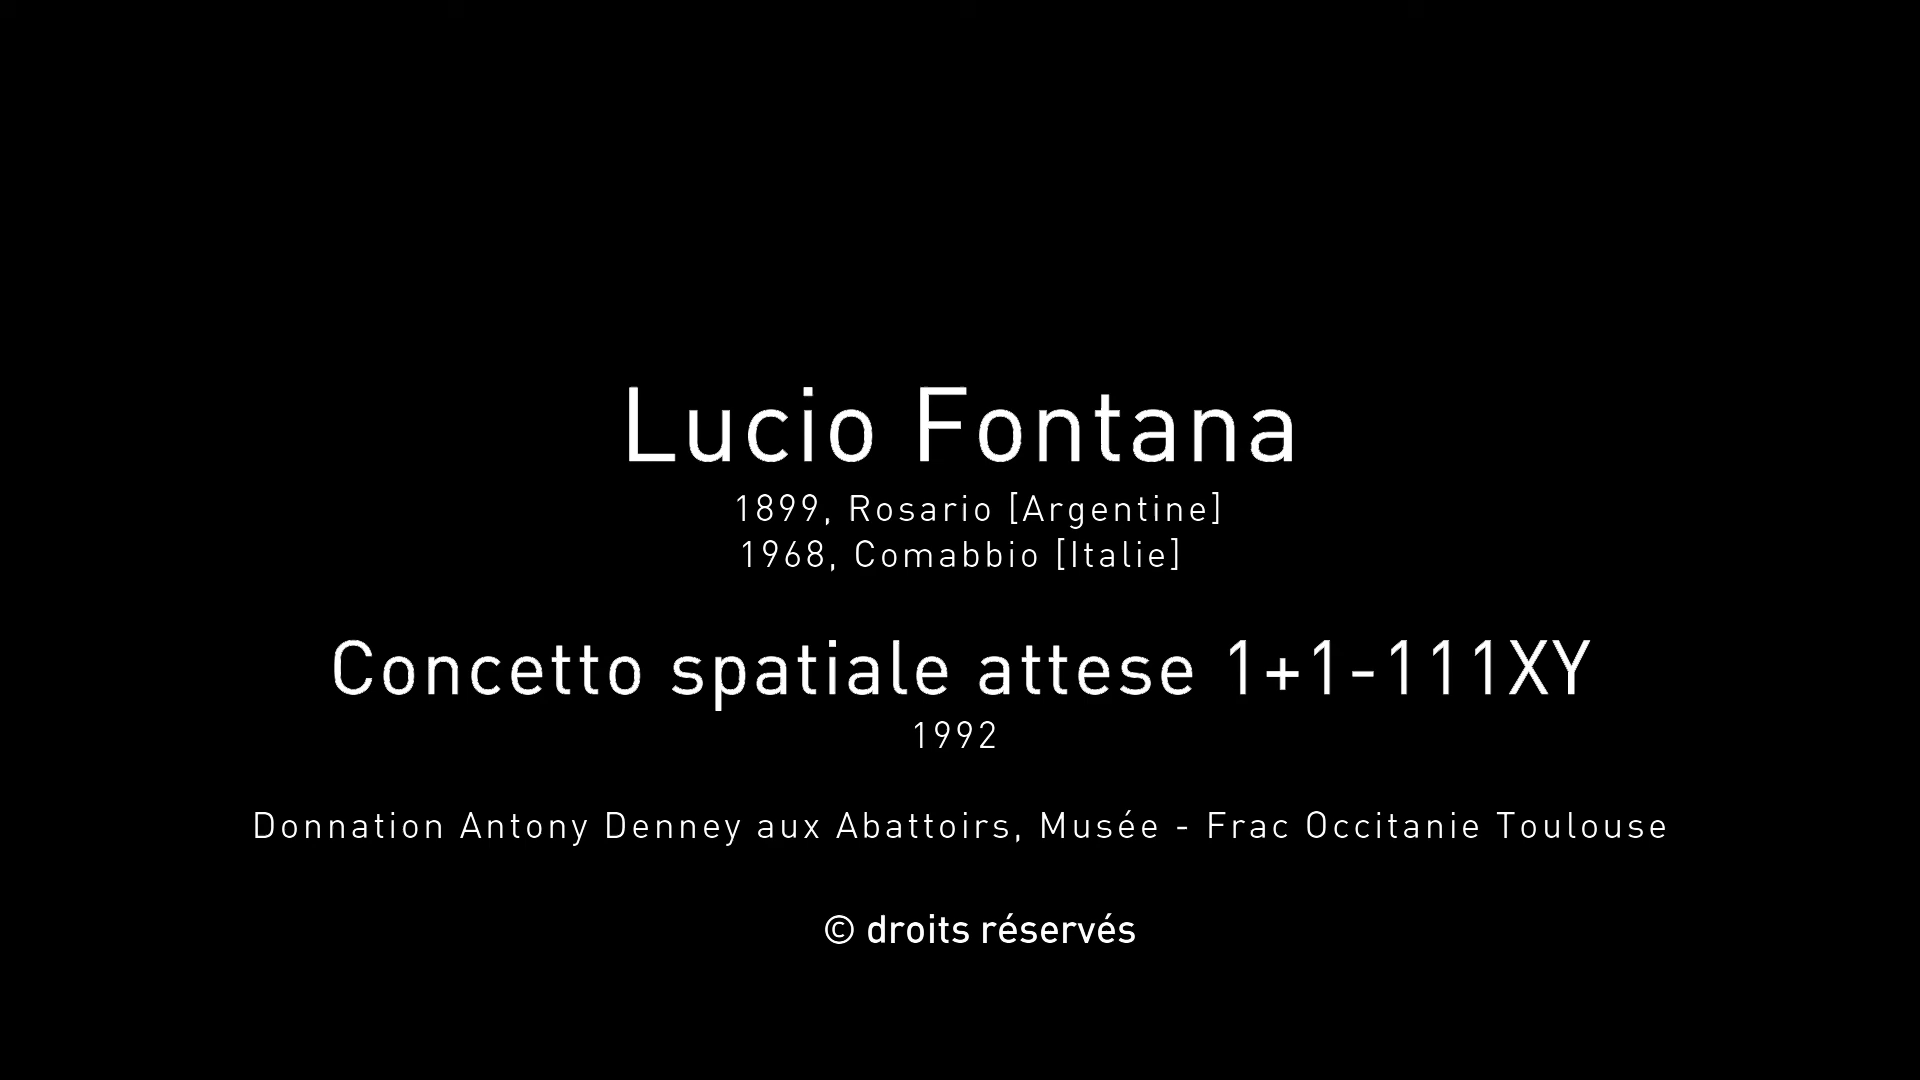 Lucio Fontana
1899, Rosario [Argentine]
1968, Comabbio [Italie]
Concetto spatiale attese 1+1-111XY
1992
Donnation Antony Denney aux Abattoirs, Musée - Frac Occitanie Toulouse
© droits réservés